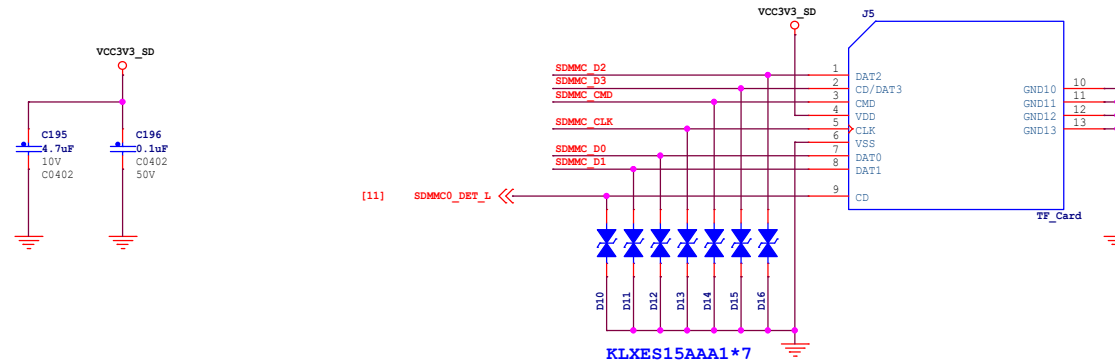 VCC3V3_SD
C195
4.7uF
10V
C0402
C196
0.1uF
C0402
50V
VCC3V3_SD
J5
SDMMC_D2
SDMMC_D3
SDMMC_CMD
SDMMC_CLK
SDMMC_D0
SDMMC_D1
[11] SDMMC0_DET_L
1 DAT2
2 CD/DAT3
3 CMD
4 VDD
5 CLK
6 VSS
7 DAT0
8 DAT1
9 CD
GND10 10
GND11 11
GND12 12
GND13 13
TF_Card
D10
D11
D12
D13
D14
D15
D16
KLXES15AAA1*7